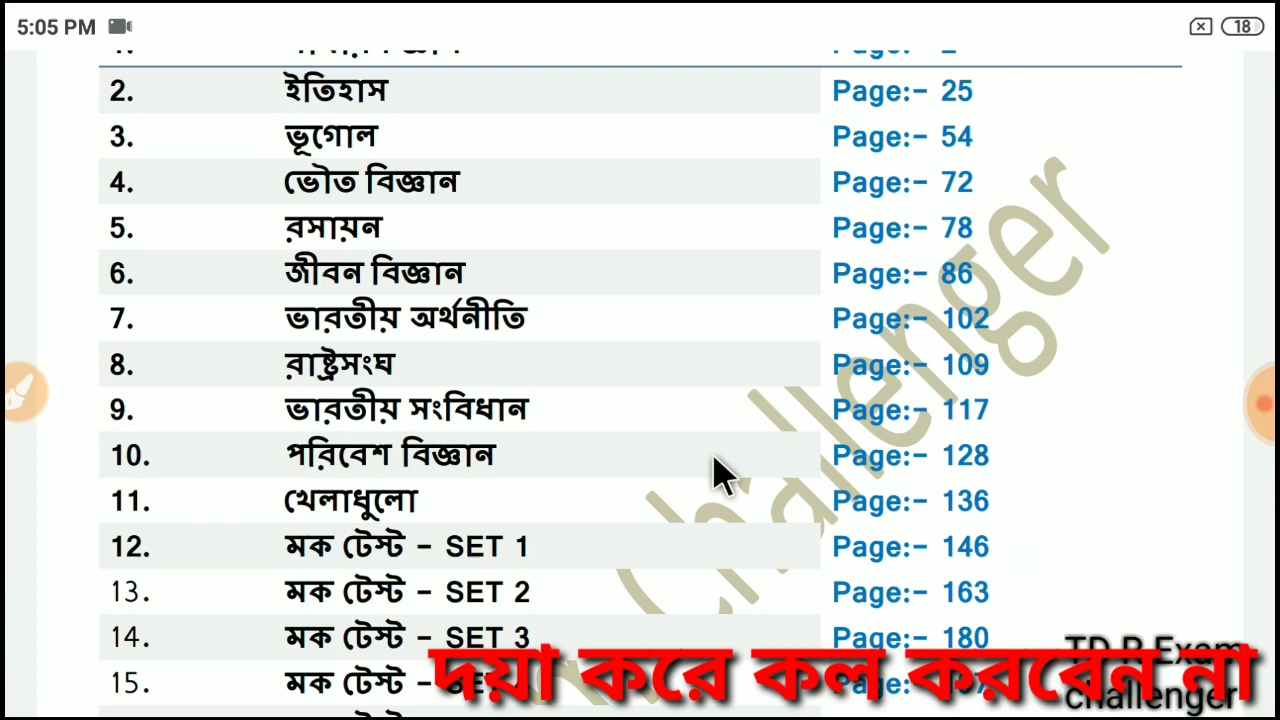 5:05 PM
18
2. ইতিহাস Page:- 25
3. ভূগোল Page:- 54
4. ভৌত বিজ্ঞান Page:- 72
5. রসায়ন Page:- 78
6. জীবন বিজ্ঞান Page:- 86
7. ভারতীয় অর্থনীতি Page:- 102
8. রাষ্ট্রসংঘ Page:- 109
9. ভারতীয় সংবিধান Page:- 117
10. পরিবেশ বিজ্ঞান Page:- 128
11. খেলাধুলো Page:- 136
12. মক টেস্ট - SET 1 Page:- 146
13. মক টেস্ট - SET 2 Page:- 163
14. মক টেস্ট - SET 3 Page:- 180
15. মক টেস্ট
Challenger
দয়া করে কল করবেন না
TD R Exam
challenger